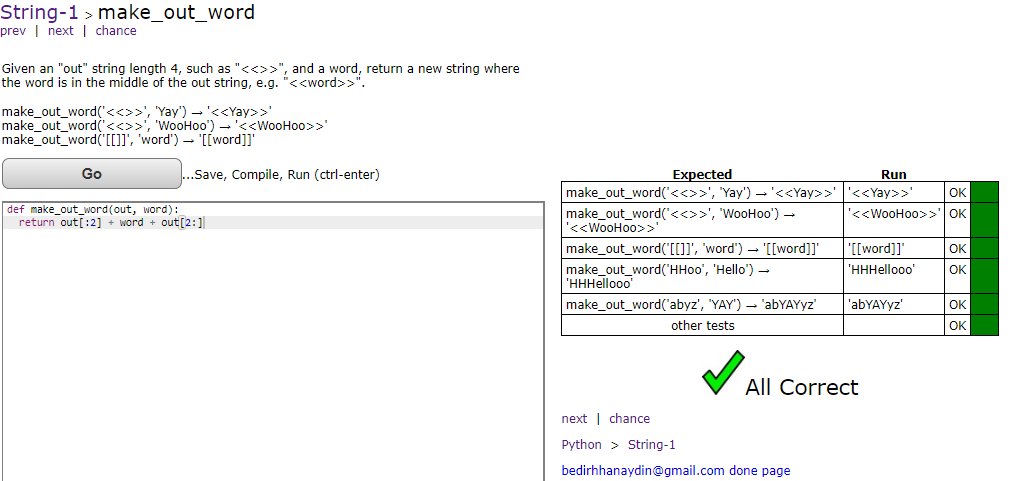 String-1 > make_out_word
prev | next | chance
Given an "out" string length 4, such as "<<>>", and a word, return a new string where
the word is in the middle of the out string, e.g. "<<word>>".
make_out_word('<<>>', 'Yay') → '<<Yay>>'
make_out_word('<<>>', 'WooHoo') → '<<WooHoo>>'
make_out_word('[[]]', 'word') → '[[word]]'
Go ...Save, Compile, Run (ctrl-enter)
def make_out_word(out, word):
return out[:2] + word + out[2:]
Expected Run
make_out_word('<<>>', 'Yay') → '<<Yay>>' '<<Yay>>' OK
make_out_word('<<>>', 'WooHoo') → '<<WooHoo>>' OK
'<<WooHoo>>'
make_out_word('[[]]', 'word') → '[[word]]' '[[word]]' OK
make_out_word('HHoo', 'Hello') → 'HHHellooo' OK
'HHHellooo'
make_out_word('abyz', 'YAY') → 'abYAYyz' 'abYAYyz' OK
other tests OK
All Correct
next | chance
Python > String-1
bedirhhanaydin@gmail.com done page